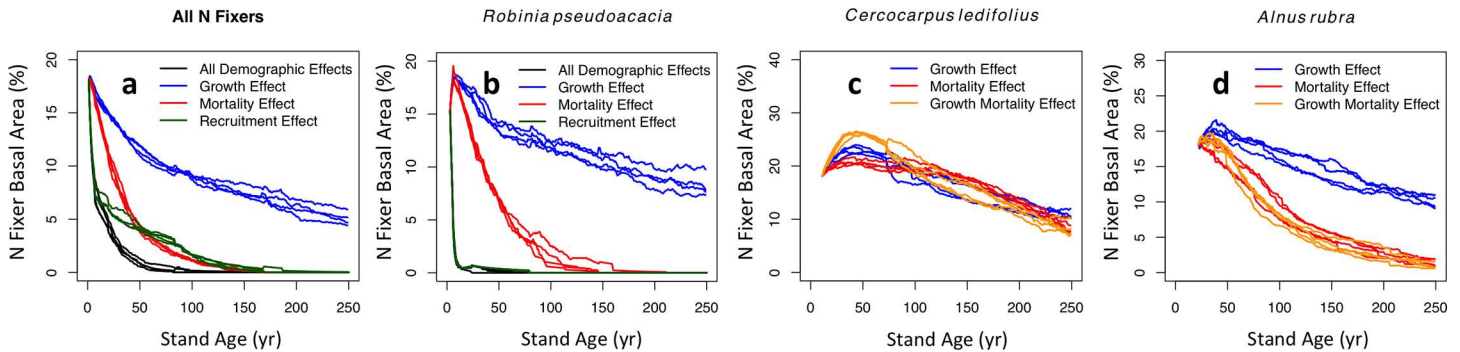 All N Fixers
Robinia pseudoacacia
Cercocarpus ledifolius
Alnus rubra
a
All Demographic Effects
Growth Effect
Mortality Effect
Recruitment Effect
N Fixer Basal Area (%)
20
15
10
5
0
0 50 100 150 200 250
Stand Age (yr)
b
All Demographic Effects
Growth Effect
Mortality Effect
Recruitment Effect
N Fixer Basal Area (%)
20
15
10
5
0
0 50 100 150 200 250
Stand Age (yr)
c
Growth Effect
Mortality Effect
Growth Mortality Effect
N Fixer Basal Area (%)
40
30
20
10
0
0 50 100 150 200 250
Stand Age (yr)
d
Growth Effect
Mortality Effect
Growth Mortality Effect
N Fixer Basal Area (%)
30
25
20
15
10
5
0
0 50 100 150 200 250
Stand Age (yr)